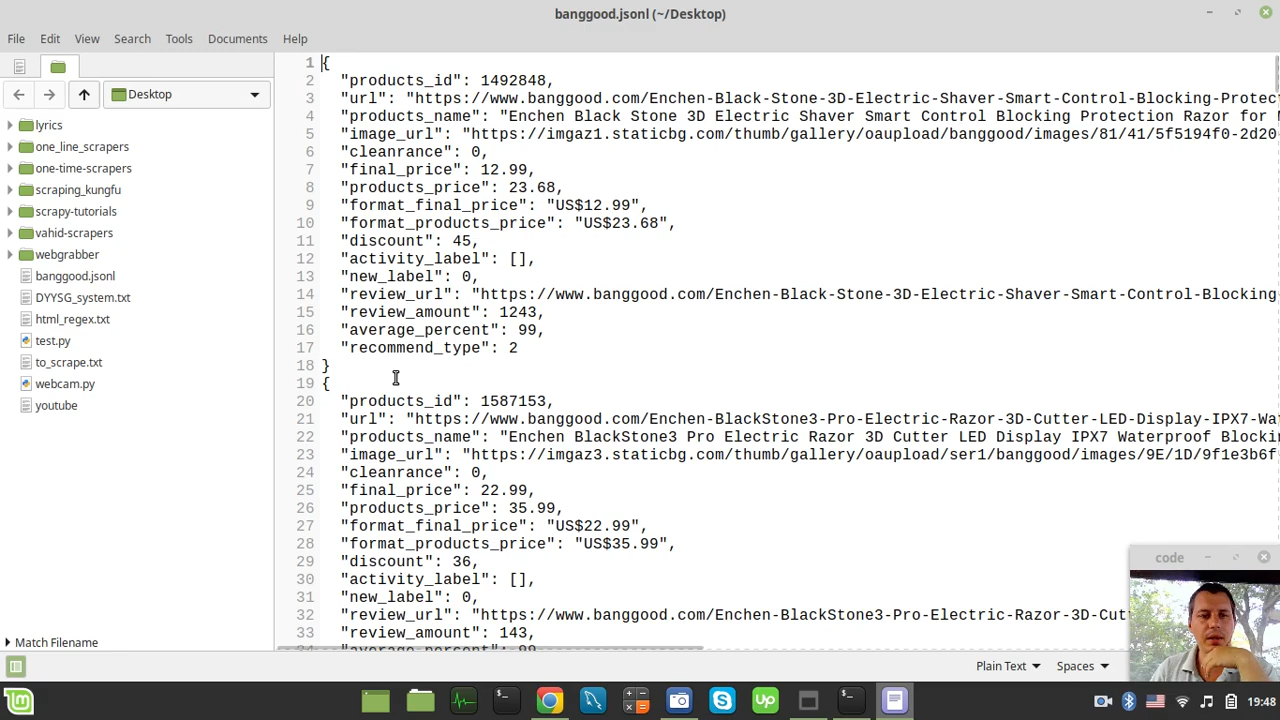 banggood.jsonl (~/Desktop)
File Edit View Search Tools Documents Help
Desktop
lyrics
one_line_scrapers
one-time-scrapers
scraping_kungfu
scrapy-tutorials
vahid-scrapers
webgrabber
banggood.jsonl
DYYSG_system.txt
html_regex.txt
test.py
to_scrape.txt
webcam.py
youtube
Match Filename
1 {
2 "products_id": 1492848,
3 "url": "https://www.banggood.com/Enchen-Black-Stone-3D-Electric-Shaver-Smart-Control-Blocking-Protec
4 "products_name": "Enchen Black Stone 3D Electric Shaver Smart Control Blocking Protection Razor for
5 "image_url": "https://imgaz1.staticbg.com/thumb/gallery/oaupload/banggood/images/81/41/5f5194f0-2d20
6 "cleanrance": 0,
7 "final_price": 12.99,
8 "products_price": 23.68,
9 "format_final_price": "US$12.99",
10 "format_products_price": "US$23.68",
11 "discount": 45,
12 "activity_label": [],
13 "new_label": 0,
14 "review_url": "https://www.banggood.com/Enchen-Black-Stone-3D-Electric-Shaver-Smart-Control-Blocking
15 "review_amount": 1243,
16 "average_percent": 99,
17 "recommend_type": 2
18 }
19 {
20 "products_id": 1587153,
21 "url": "https://www.banggood.com/Enchen-BlackStone3-Pro-Electric-Razor-3D-Cutter-LED-Display-IPX7-Wa
22 "products_name": "Enchen BlackStone3 Pro Electric Razor 3D Cutter LED Display IPX7 Waterproof Blocki
23 "image_url": "https://imgaz3.staticbg.com/thumb/gallery/oaupload/ser1/banggood/images/9E/1D/9f1e3b6f
24 "cleanrance": 0,
25 "final_price": 22.99,
26 "products_price": 35.99,
27 "format_final_price": "US$22.99",
28 "format_products_price": "US$35.99",
29 "discount": 36,
30 "activity_label": [],
31 "new_label": 0,
32 "review_url": "https://www.banggood.com/Enchen-BlackStone3-Pro-Electric-Razor-3D-Cut
33 "review_amount": 143,
code
Plain Text Spaces
19:48